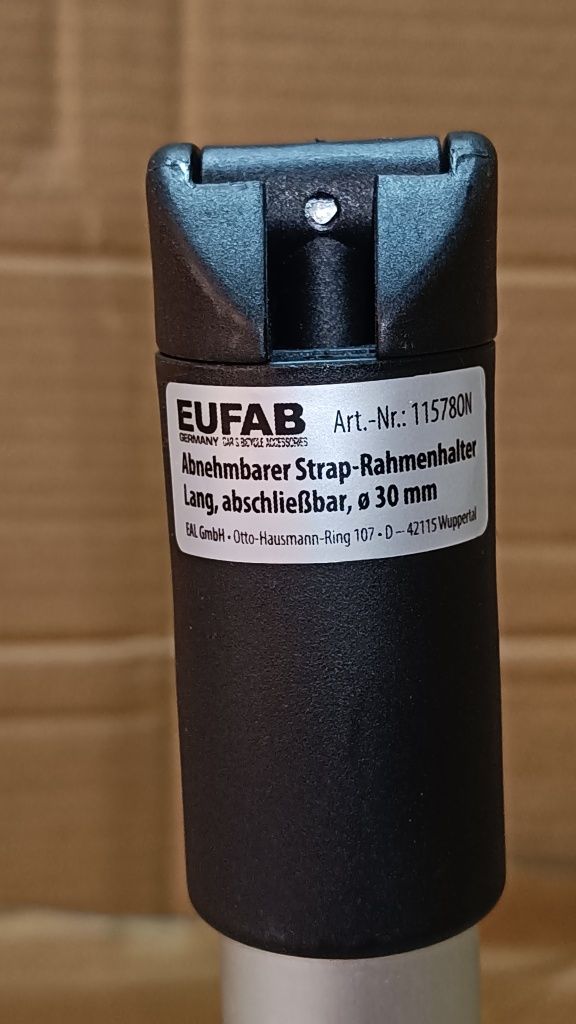 EUFAB Art.-Nr.: 115780N
GERMANY CAR & BICYCLE ACCESSORIES
Abnehmbarer Strap-Rahmenhalter
Lang, abschließbar, ø 30 mm
EAL GmbH • Otto-Hausmann-Ring 107 • D – 42115 Wuppertal